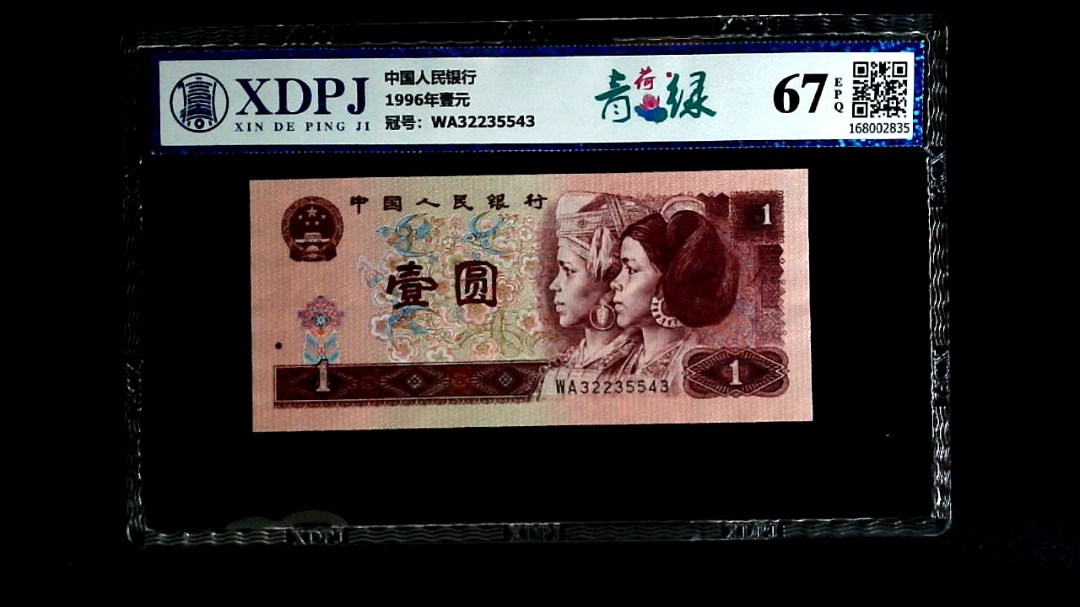 XDPJ
XIN DE PING JI
中国人民银行
1996年壹元
冠号：WA32235543
青荷绿
67
EPQ
168002835
中国人民银行
1
壹圆
1
WA32235543
1
XDPJ
XDPJ
XDPJ